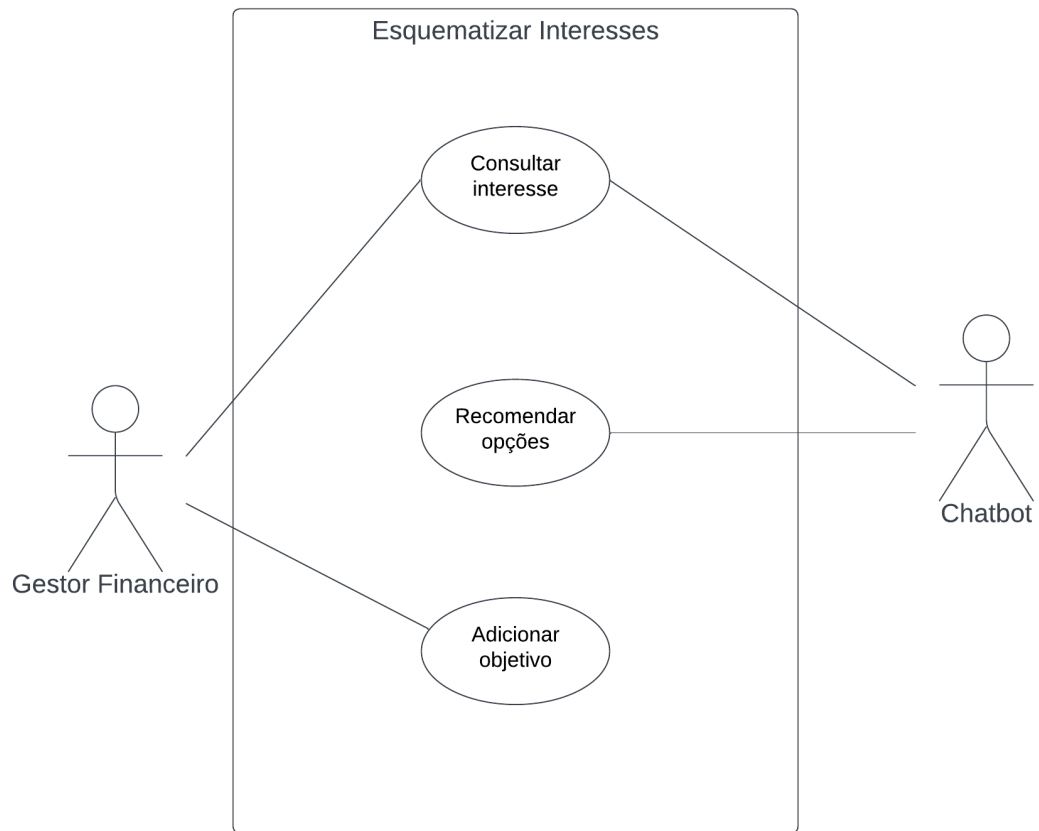 Esquematizar Interesses
Consultar
interesse
Recomendar
opções
Chatbot
Gestor Financeiro
Adicionar
objetivo